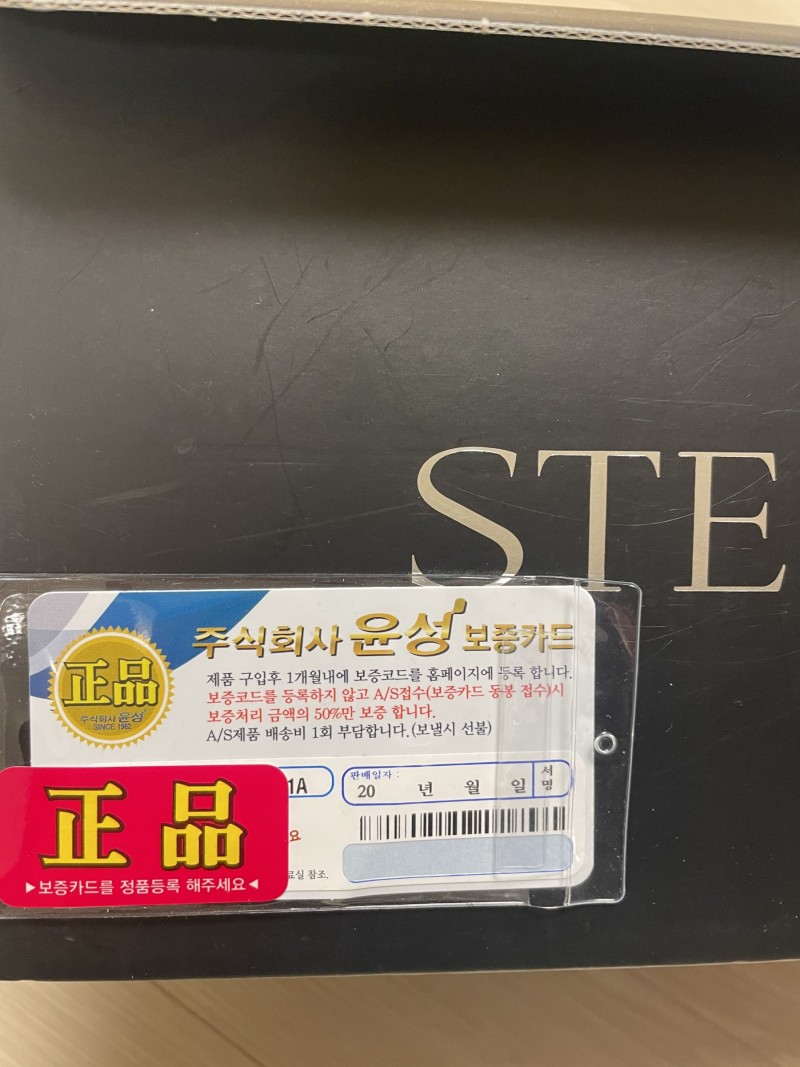 STE
주식회사 윤성 보증카드
제품 구입후 1개월내에 보증코드를 홈페이지에 등록 합니다.
보증코드를 등록하지 않고 A/S접수(보증카드 동봉 접수)시
보증처리 금액의 50%만 보증 합니다.
A/S제품 배송비 1회 부담합니다.(보낼시 선불)
正品
주식회사 윤성
SINCE 1982
1A
판매일자 :
20 년 월 일
서명
요
료실 참조.
正品
▶보증카드를 정품등록 해주세요◀